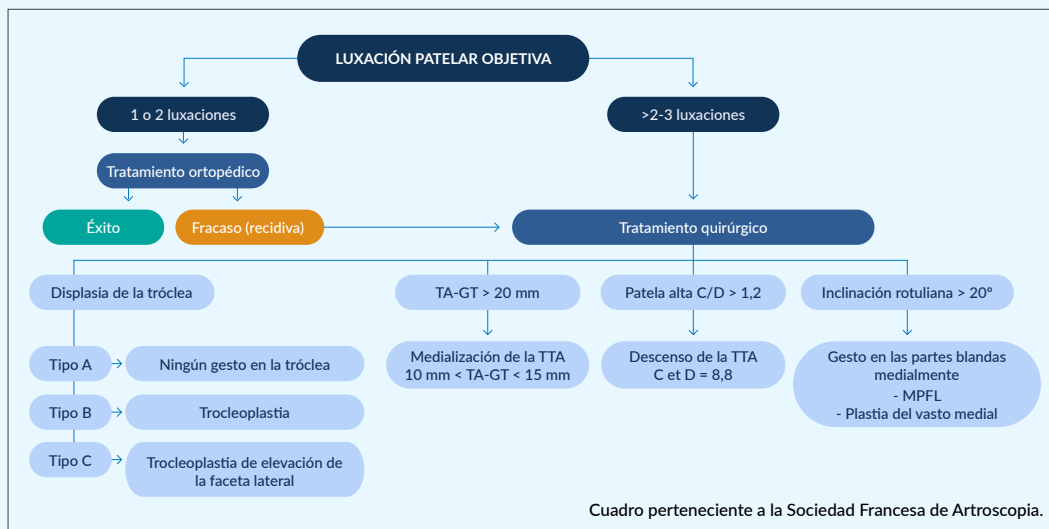 LUXACIÓN PATELAR OBJETIVA
1 o 2 luxaciones
>2-3 luxaciones
Tratamiento ortopédico
Éxito
Fracaso (recidiva)
Tratamiento quirúrgico
Displasia de la tróclea
TA-GT > 20 mm
Patela alta C/D > 1,2
Inclinación rotuliana > 20º
Tipo A
Ningún gesto en la tróclea
Tipo B
Trocleoplastia
Tipo C
Trocleoplastia de elevación de
la faceta lateral
Medialización de la TTA
10 mm < TA-GT < 15 mm
Descenso de la TTA
C et D = 8,8
Gesto en las partes blandas
medialmente
- MPFL
- Plastia del vasto medial
Cuadro perteneciente a la Sociedad Francesa de Artroscopia.